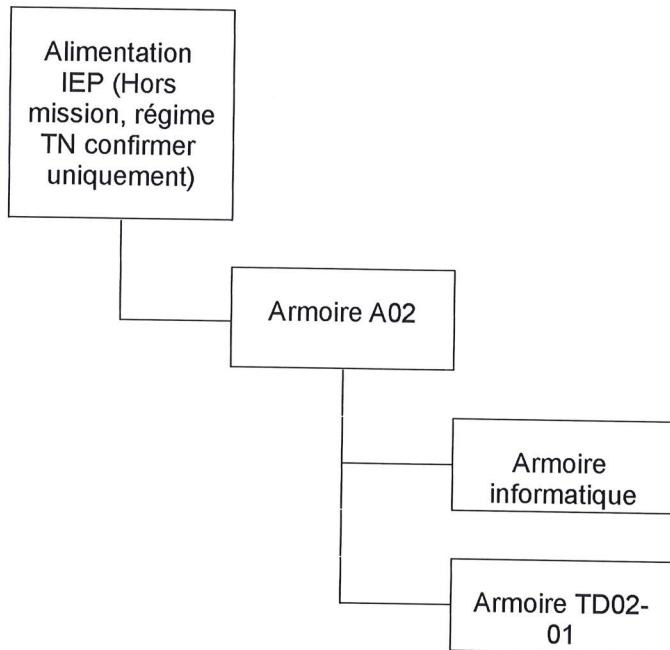 Alimentation
IEP (Hors
mission, régime
TN confirmer
uniquement)
Armoire A02
Armoire
informatique
Armoire TD02-
01